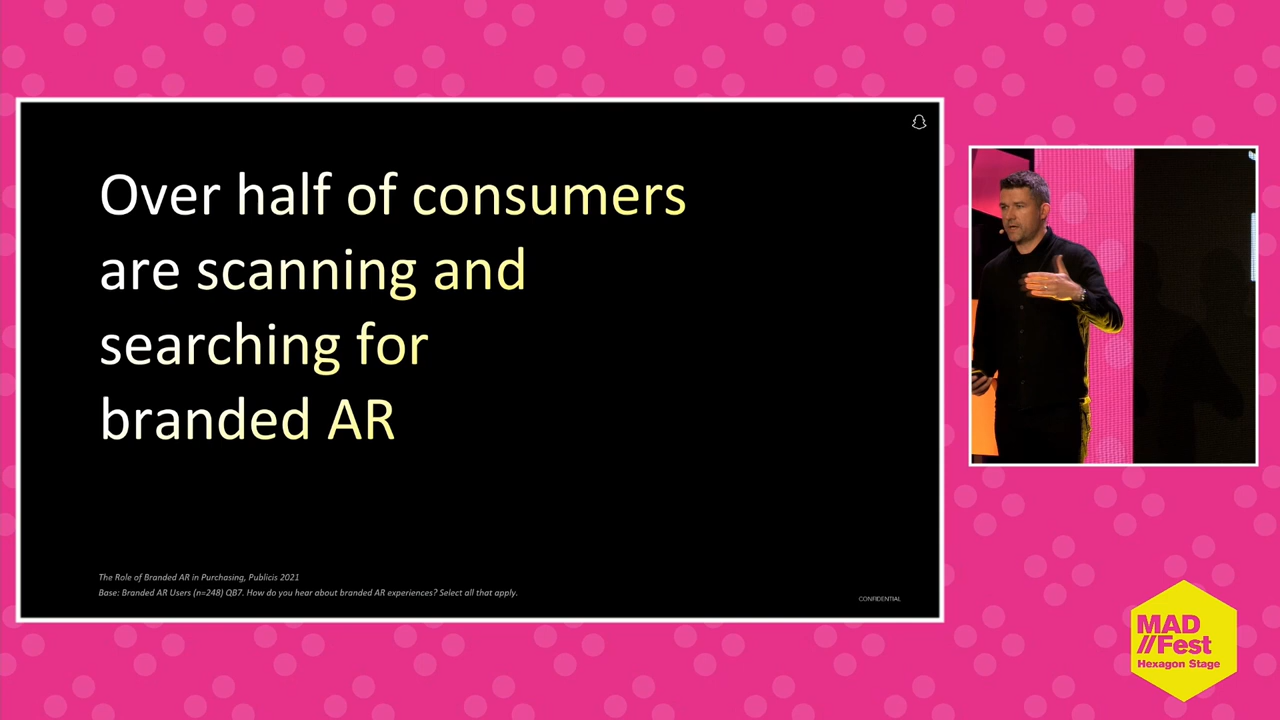 Over half of consumers
are scanning and
searching for
branded AR
The Role of Branded AR in Purchasing, Publicis 2021
Base: Branded AR Users (n=248) QB7. How do you hear about branded AR experiences? Select all that apply.
CONFIDENTIAL
MAD
//Fest
Hexagon Stage